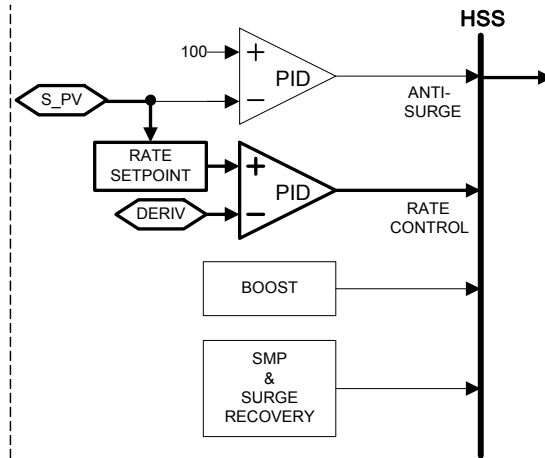 HSS
100
+
PID
−
ANTI-
SURGE
S_PV
RATE
SETPOINT
+
PID
−
DERIV
RATE
CONTROL
BOOST
SMP
&
SURGE
RECOVERY